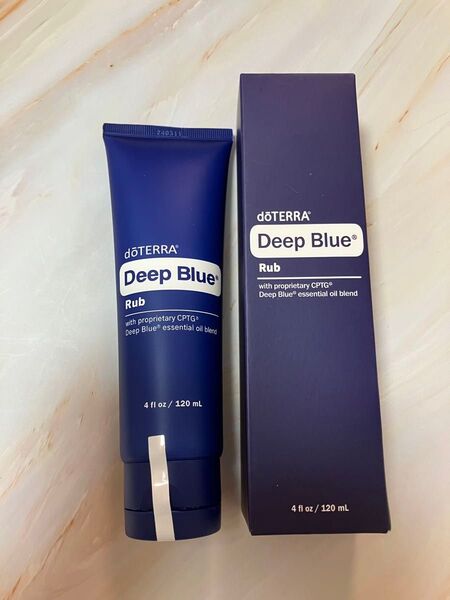 240311
dōTERRA®
Deep Blue®
Rub
with proprietary CPTG®
Deep Blue® essential oil blend
4 fl oz / 120 mL
dōTERRA®
Deep Blue®
Rub
with proprietary CPTG®
Deep Blue® essential oil blend
4 fl oz / 120 mL